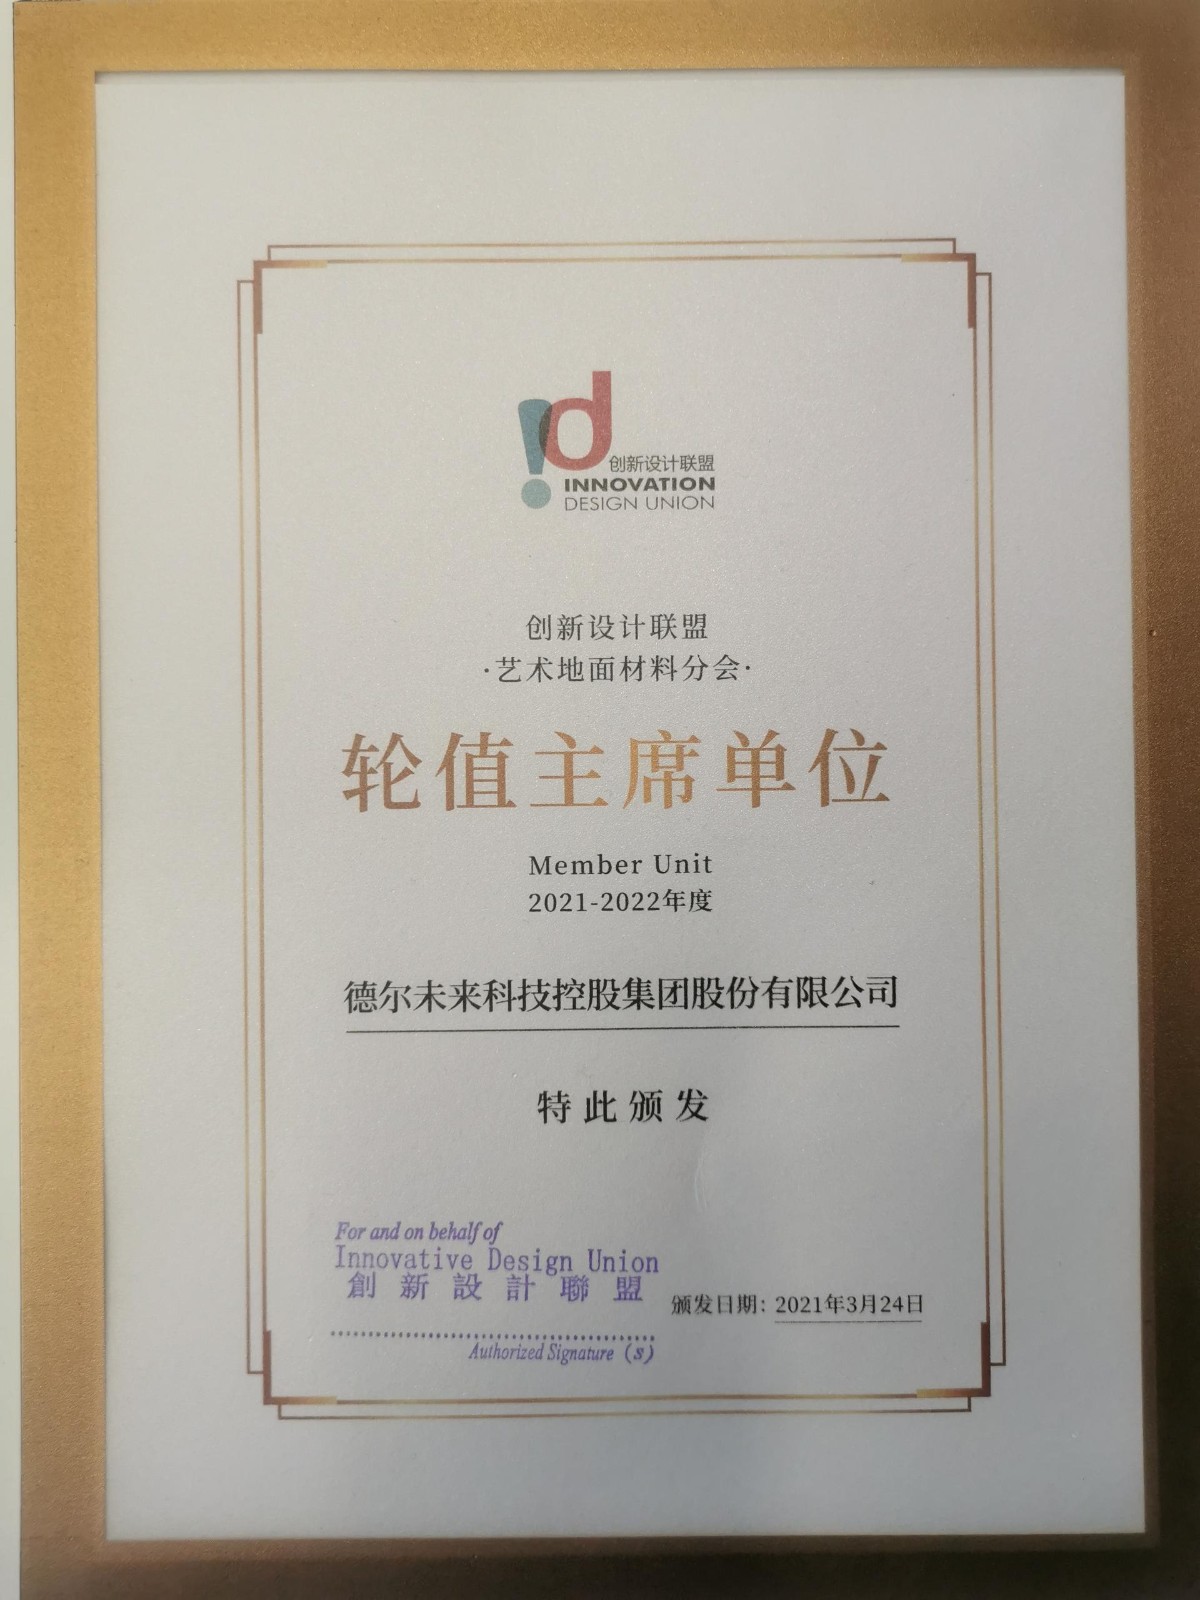 创新设计联盟
INNOVATION
DESIGN UNION
创新设计联盟
·艺术地面材料分会·
轮值主席单位
Member Unit
2021-2022年度
德尔未来科技控股集团股份有限公司
特此颁发
For and on behalf of
Innovative Design Union
創新設計聯盟
颁发日期：2021年3月24日
Authorized Signature (s)